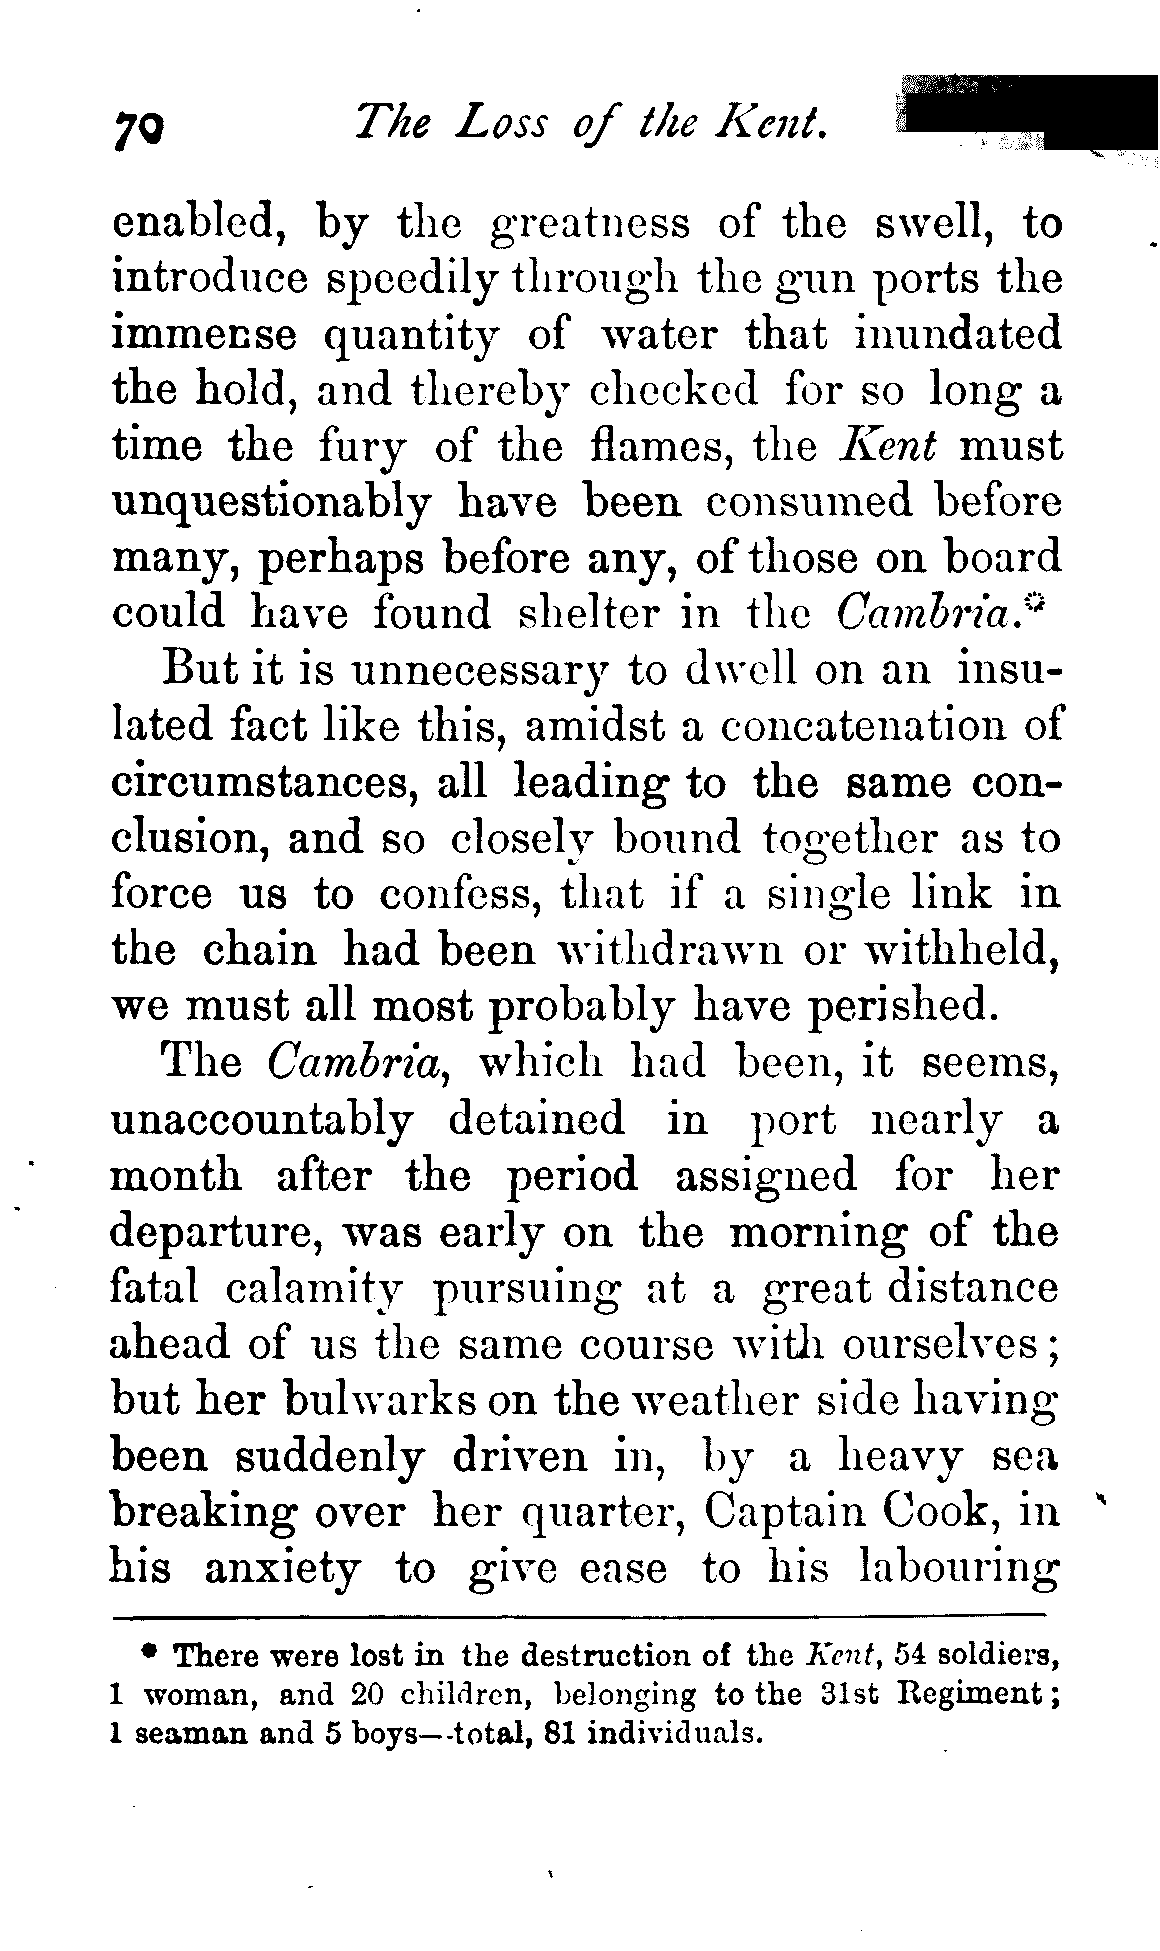 70 The Loss of the Kent.
enabled, by the greatness of the swell, to
introduce speedily through the gun ports the
immense quantity of water that inundated
the hold, and thereby checked for so long a
time the fury of the flames, the Kent must
unquestionably have been consumed before
many, perhaps before any, of those on board
could have found shelter in the Cambria.*
But it is unnecessary to dwell on an insu-
lated fact like this, amidst a concatenation of
circumstances, all leading to the same con-
clusion, and so closely bound together as to
force us to confess, that if a single link in
the chain had been withdrawn or withheld,
we must all most probably have perished.
The Cambria, which had been, it seems,
unaccountably detained in port nearly a
month after the period assigned for her
departure, was early on the morning of the
fatal calamity pursuing at a great distance
ahead of us the same course with ourselves;
but her bulwarks on the weather side having
been suddenly driven in, by a heavy sea
breaking over her quarter, Captain Cook, in
his anxiety to give ease to his labouring
* There were lost in the destruction of the Kent, 54 soldiers,
1 woman, and 20 children, belonging to the 31st Regiment;
1 seaman and 5 boys—total, 81 individuals.